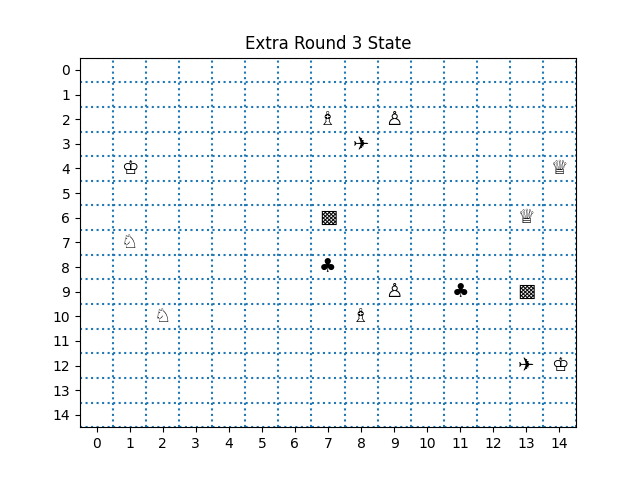 Extra Round 3 State
0
1
2 ♗ ♙
3 ✈
4 ♔ ♕
5
6 ▩ ♕
7 ♘
8 ♣
9 ♙ ♣ ▩
10 ♘ ♗
11
12 ✈ ♔
13
14
0 1 2 3 4 5 6 7 8 9 10 11 12 13 14